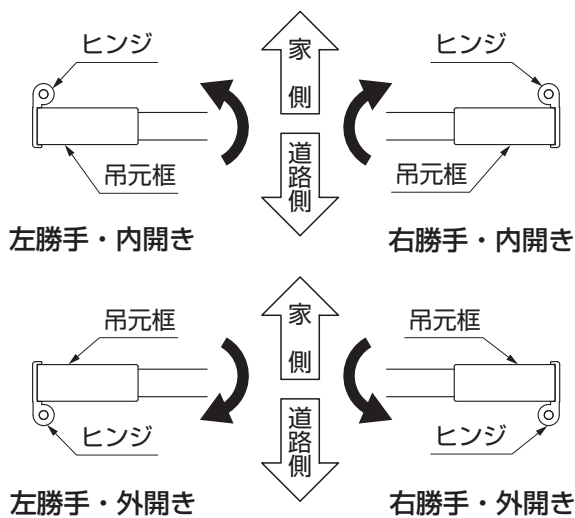 ヒンジ
家側
ヒンジ
吊元框
道路側
吊元框
左勝手・内開き
右勝手・内開き
吊元框
家側
吊元框
ヒンジ
道路側
ヒンジ
左勝手・外開き
右勝手・外開き